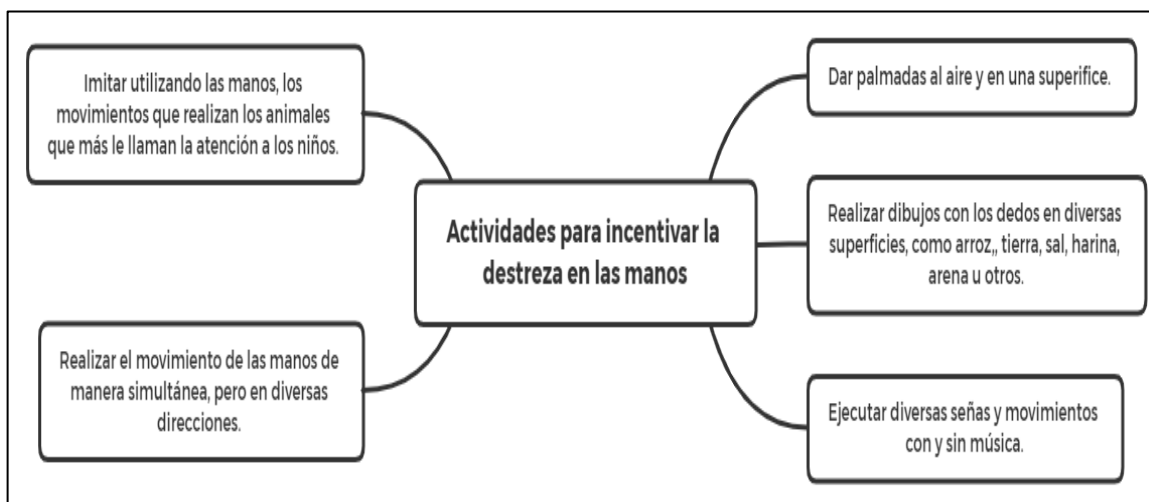 Imitar utilizando las manos, los
movimientos que realizan los animales
que más le llaman la atención a los niños.
Realizar el movimiento de las manos de
manera simultánea, pero en diversas
direcciones.
Actividades para incentivar la
destreza en las manos
Dar palmadas al aire y en una superifice.
Realizar dibujos con los dedos en diversas
superficies, como arroz,, tierra, sal, harina,
arena u otros.
Ejecutar diversas señas y movimientos
con y sin música.